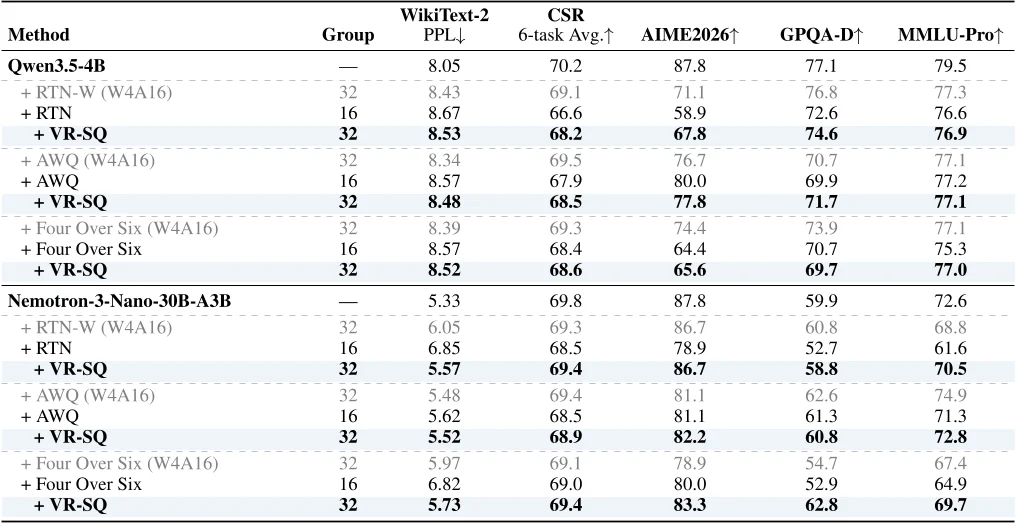 WikiText-2 CSR
Method Group PPL↓ 6-task Avg.↑ AIME2026↑ GPQA-D↑ MMLU-Pro↑
Qwen3.5-4B — 8.05 70.2 87.8 77.1 79.5
+ RTN-W (W4A16) 32 8.43 69.1 71.1 76.8 77.3
+ RTN 16 8.67 66.6 58.9 72.6 76.6
+ VR-SQ 32 8.53 68.2 67.8 74.6 76.9
+ AWQ (W4A16) 32 8.34 69.5 76.7 70.7 77.1
+ AWQ 16 8.57 67.9 80.0 69.9 77.2
+ VR-SQ 32 8.48 68.5 77.8 71.7 77.1
+ Four Over Six (W4A16) 32 8.39 69.3 74.4 73.9 77.1
+ Four Over Six 16 8.57 68.4 64.4 70.7 75.3
+ VR-SQ 32 8.52 68.6 65.6 69.7 77.0
Nemotron-3-Nano-30B-A3B — 5.33 69.8 87.8 59.9 72.6
+ RTN-W (W4A16) 32 6.05 69.3 86.7 60.8 68.8
+ RTN 16 6.85 68.5 78.9 52.7 61.6
+ VR-SQ 32 5.57 69.4 86.7 58.8 70.5
+ AWQ (W4A16) 32 5.48 69.4 81.1 62.6 74.9
+ AWQ 16 5.62 68.5 81.1 61.3 71.3
+ VR-SQ 32 5.52 68.9 82.2 60.8 72.8
+ Four Over Six (W4A16) 32 5.97 69.1 78.9 54.7 67.4
+ Four Over Six 16 6.82 69.0 80.0 52.9 64.9
+ VR-SQ 32 5.73 69.4 83.3 62.8 69.7